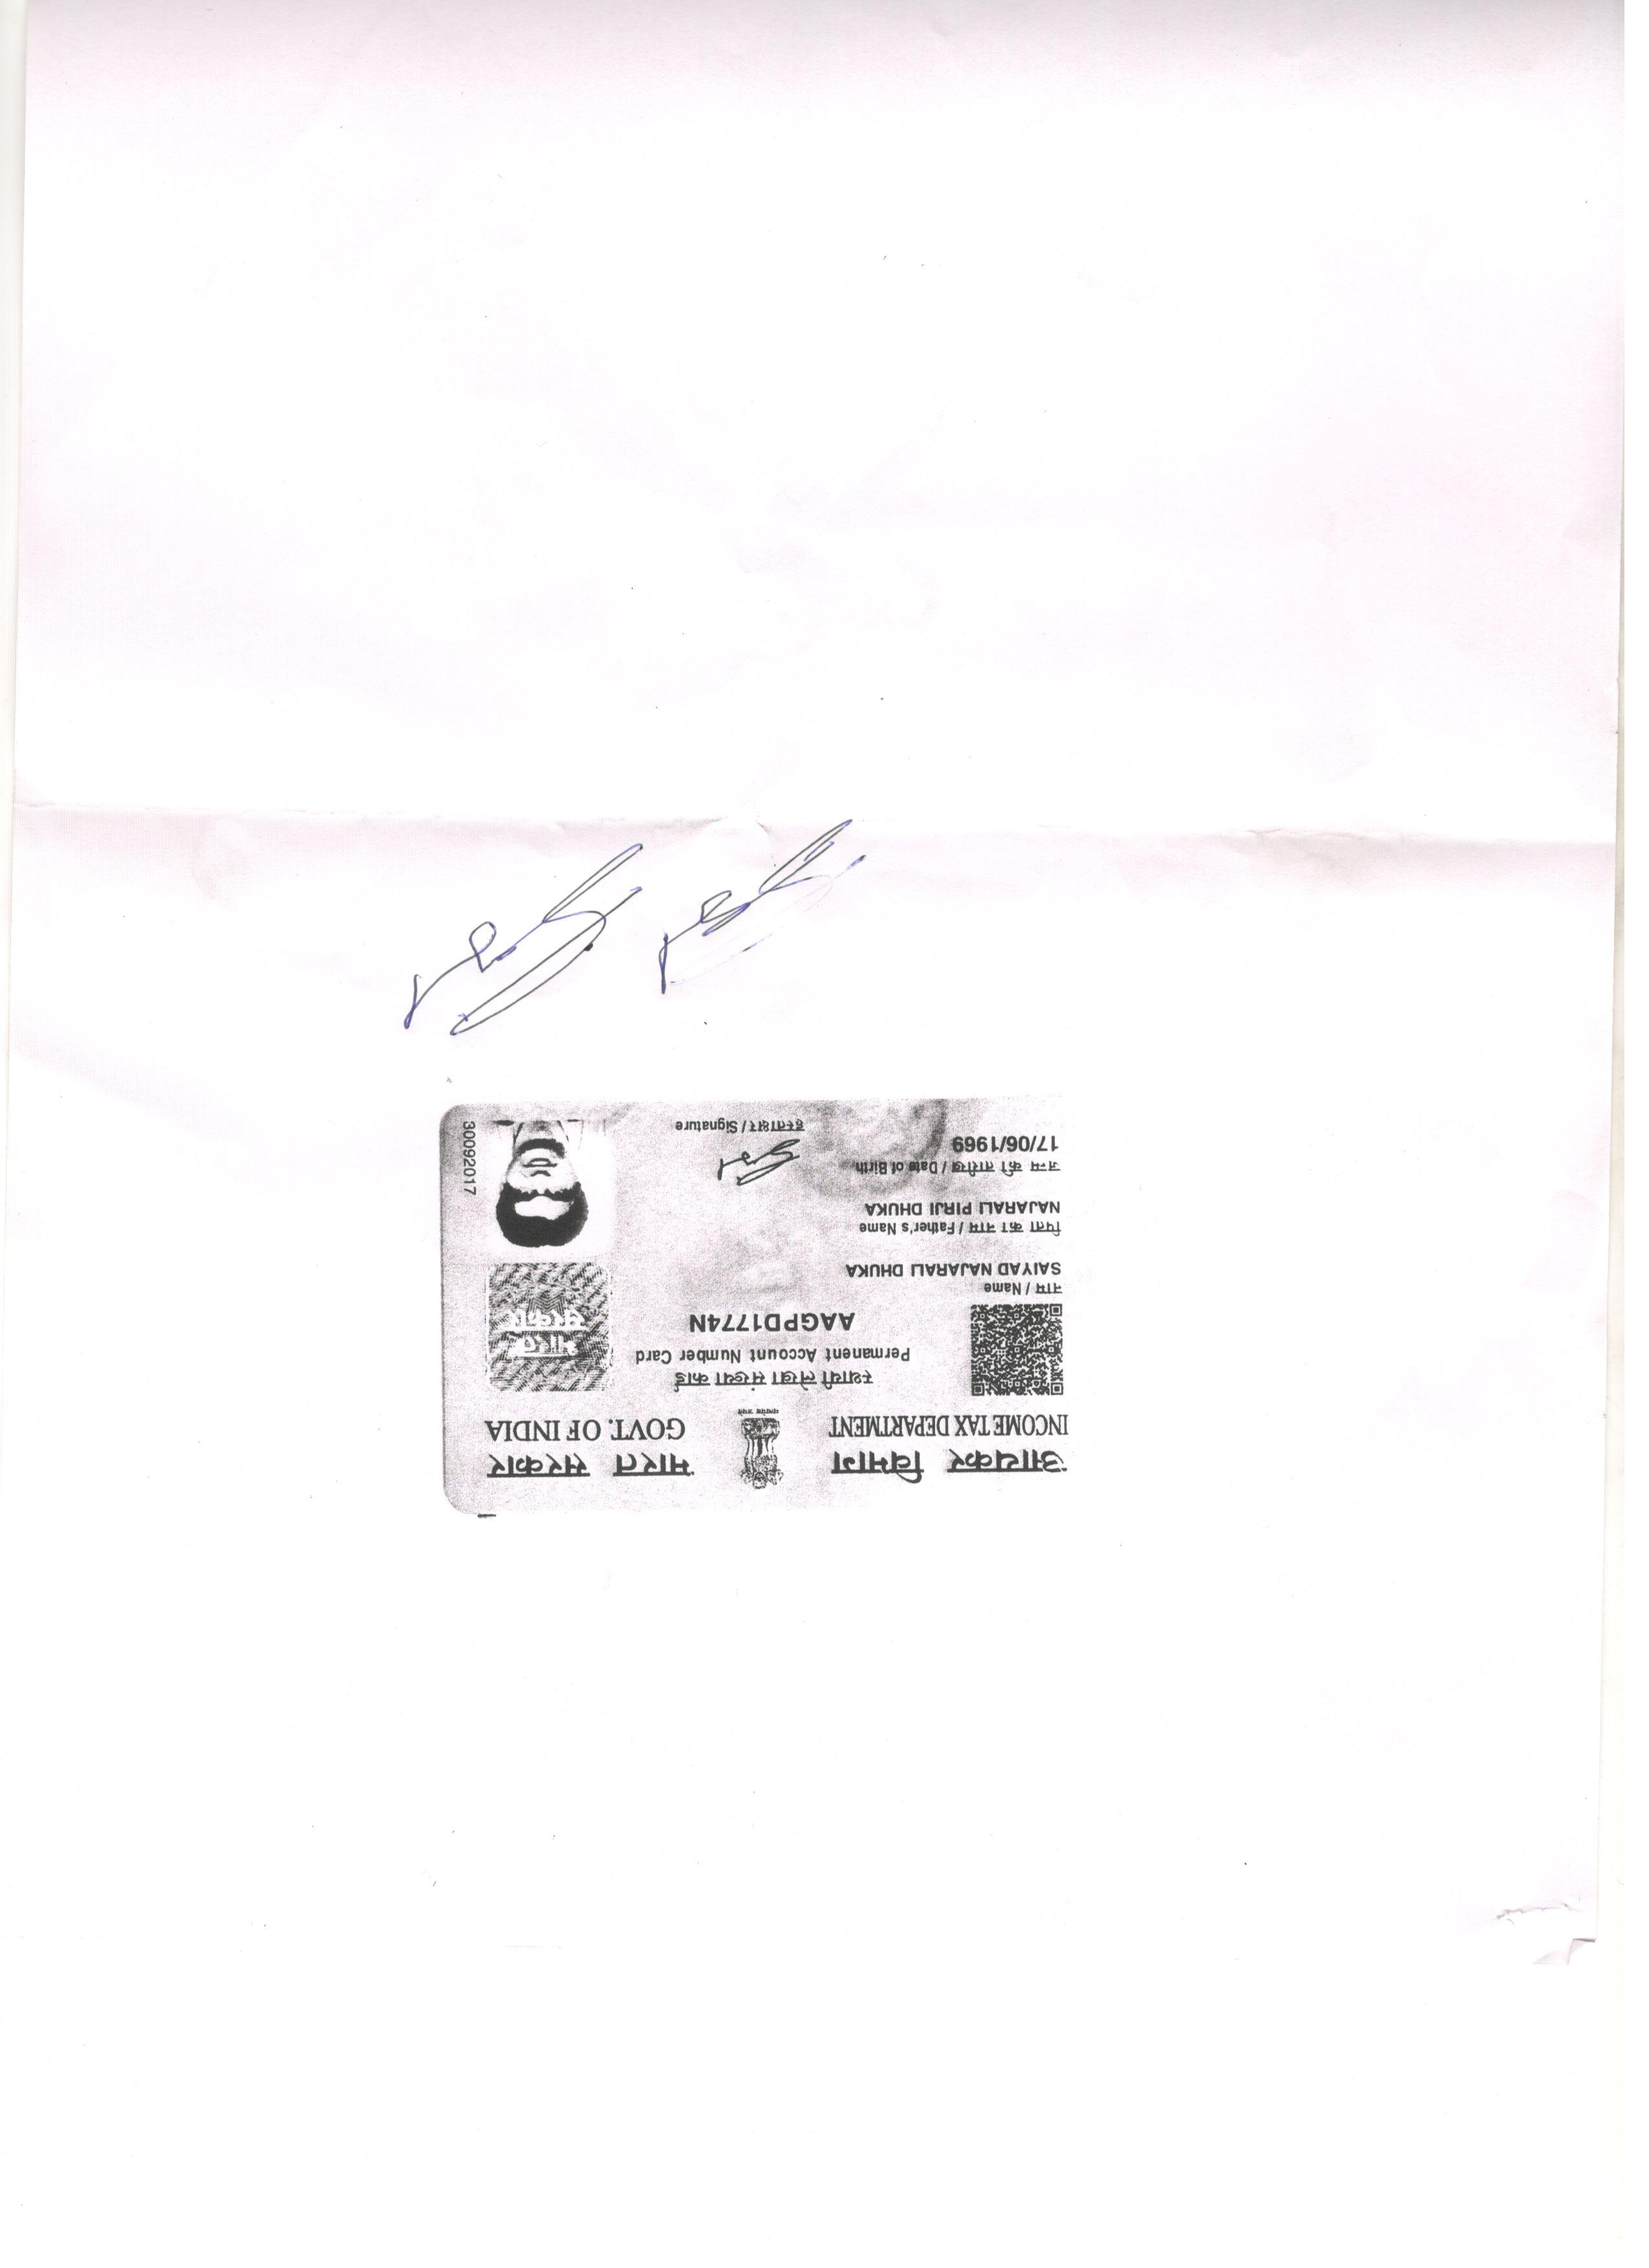 आयकर विभाग
INCOME TAX DEPARTMENT
भारत सरकार
GOVT. OF INDIA
सत्यमेव जयते
स्थायी लेखा संख्या कार्ड
Permanent Account Number Card
AAGPD1774N
भारत
सरकार
नाम / Name
SAIYAD NAJARALI DHUKA
पिता का नाम / Father's Name
NAJARALI PIRJI DHUKA
जन्म की तारीख / Date of Birth
17/06/1969
हस्ताक्षर / Signature
30092017